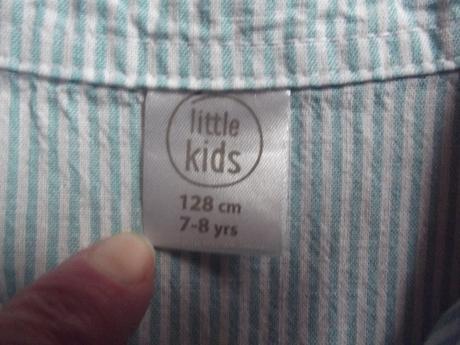 little
kids
128 cm
7-8 yrs